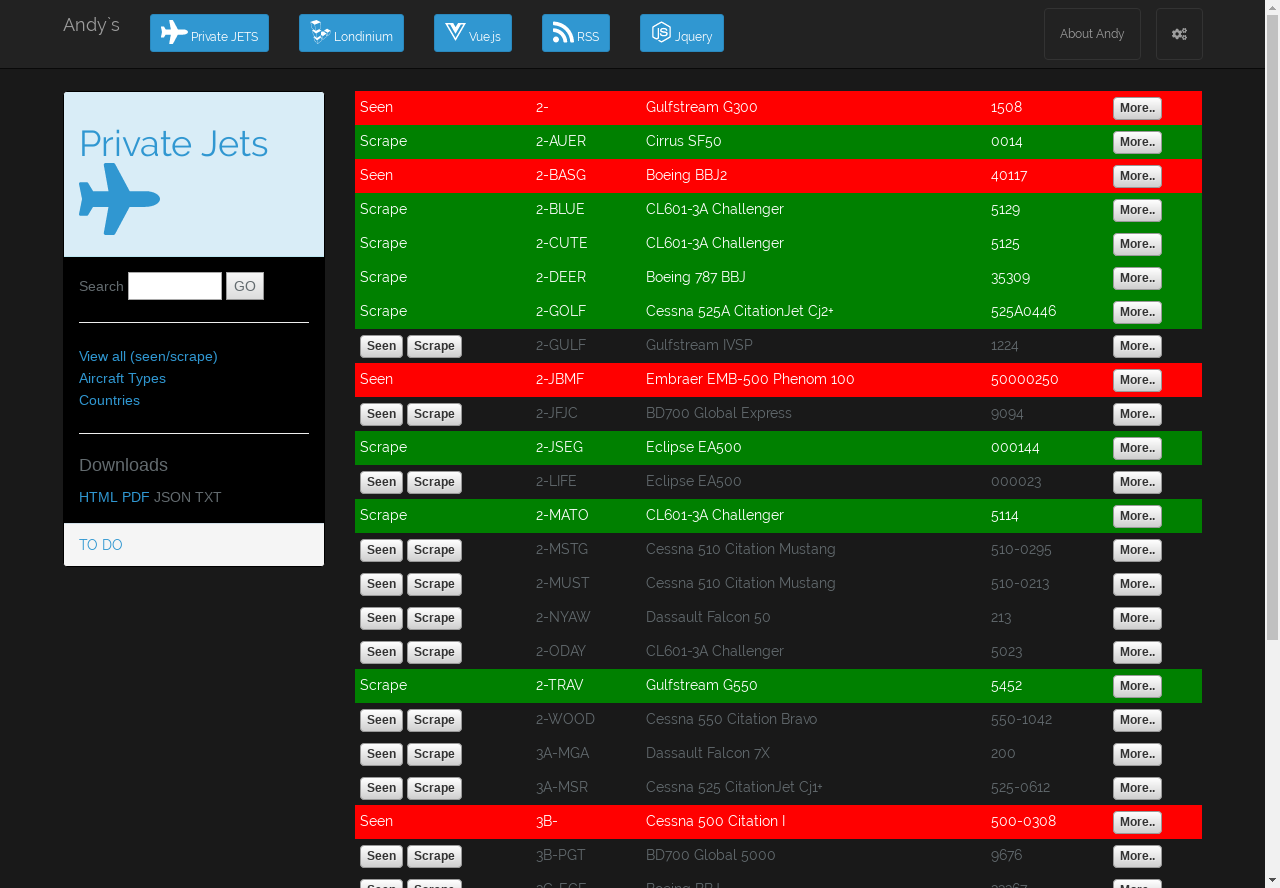 Andy`s Private JETS Londinium Vue.js RSS Jquery About Andy
Private Jets
Search GO
View all (seen/scrape)
Aircraft Types
Countries
Downloads
HTML PDF JSON TXT
TO DO
Seen 2- Gulfstream G300 1508 More..
Scrape 2-AUER Cirrus SF50 0014 More..
Seen 2-BASG Boeing BBJ2 40117 More..
Scrape 2-BLUE CL601-3A Challenger 5129 More..
Scrape 2-CUTE CL601-3A Challenger 5125 More..
Scrape 2-DEER Boeing 787 BBJ 35309 More..
Scrape 2-GOLF Cessna 525A CitationJet Cj2+ 525A0446 More..
Seen Scrape 2-GULF Gulfstream IVSP 1224 More..
Seen 2-JBMF Embraer EMB-500 Phenom 100 50000250 More..
Seen Scrape 2-JFJC BD700 Global Express 9094 More..
Scrape 2-JSEG Eclipse EA500 000144 More..
Seen Scrape 2-LIFE Eclipse EA500 000023 More..
Scrape 2-MATO CL601-3A Challenger 5114 More..
Seen Scrape 2-MSTG Cessna 510 Citation Mustang 510-0295 More..
Seen Scrape 2-MUST Cessna 510 Citation Mustang 510-0213 More..
Seen Scrape 2-NYAW Dassault Falcon 50 213 More..
Seen Scrape 2-ODAY CL601-3A Challenger 5023 More..
Scrape 2-TRAV Gulfstream G550 5452 More..
Seen Scrape 2-WOOD Cessna 550 Citation Bravo 550-1042 More..
Seen Scrape 3A-MGA Dassault Falcon 7X 200 More..
Seen Scrape 3A-MSR Cessna 525 CitationJet Cj1+ 525-0612 More..
Seen 3B- Cessna 500 Citation I 500-0308 More..
Seen Scrape 3B-PGT BD700 Global 5000 9676 More..
Seen Scrape Boeing BBJ More..